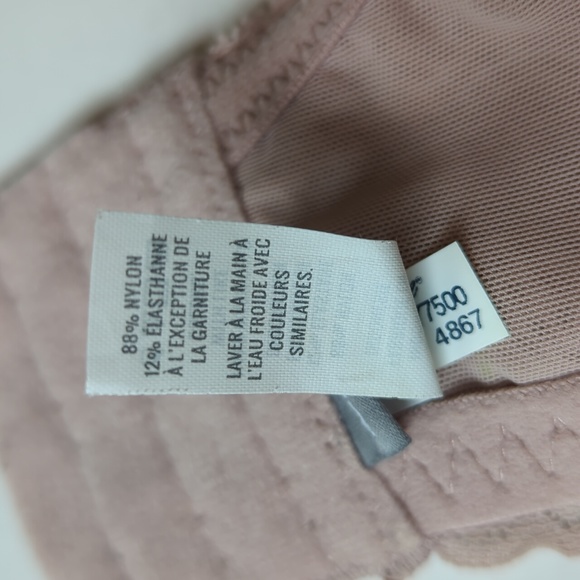 88% NYLON
12% ÉLASTHANNE
À L'EXCEPTION DE
LA GARNITURE
LAVER À LA MAIN À
L'EAU FROIDE AVEC
COULEURS
SIMILAIRES.
7500
4867